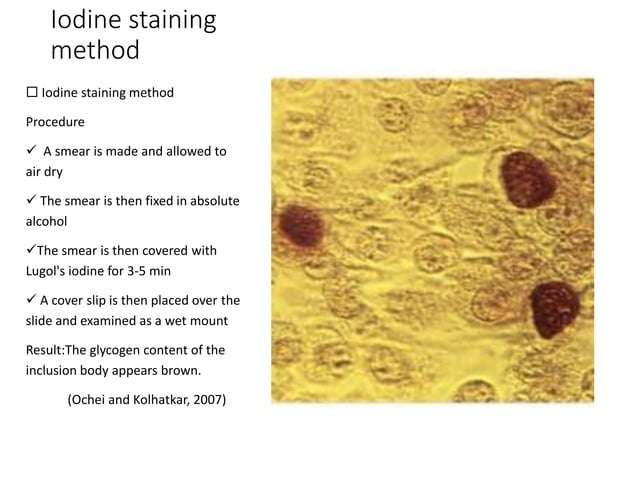 Iodine staining
method
☐ Iodine staining method
Procedure
✓ A smear is made and allowed to
air dry
✓ The smear is then fixed in absolute
alcohol
✓The smear is then covered with
Lugol's iodine for 3-5 min
✓ A cover slip is then placed over the
slide and examined as a wet mount
Result:The glycogen content of the
inclusion body appears brown.
(Ochei and Kolhatkar, 2007)